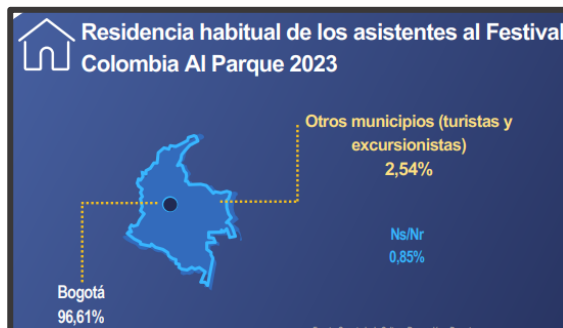 Residencia habitual de los asistentes al Festival
Colombia Al Parque 2023
Otros municipios (turistas y
excursionistas)
2,54%
Ns/Nr
0,85%
Bogotá
96,61%